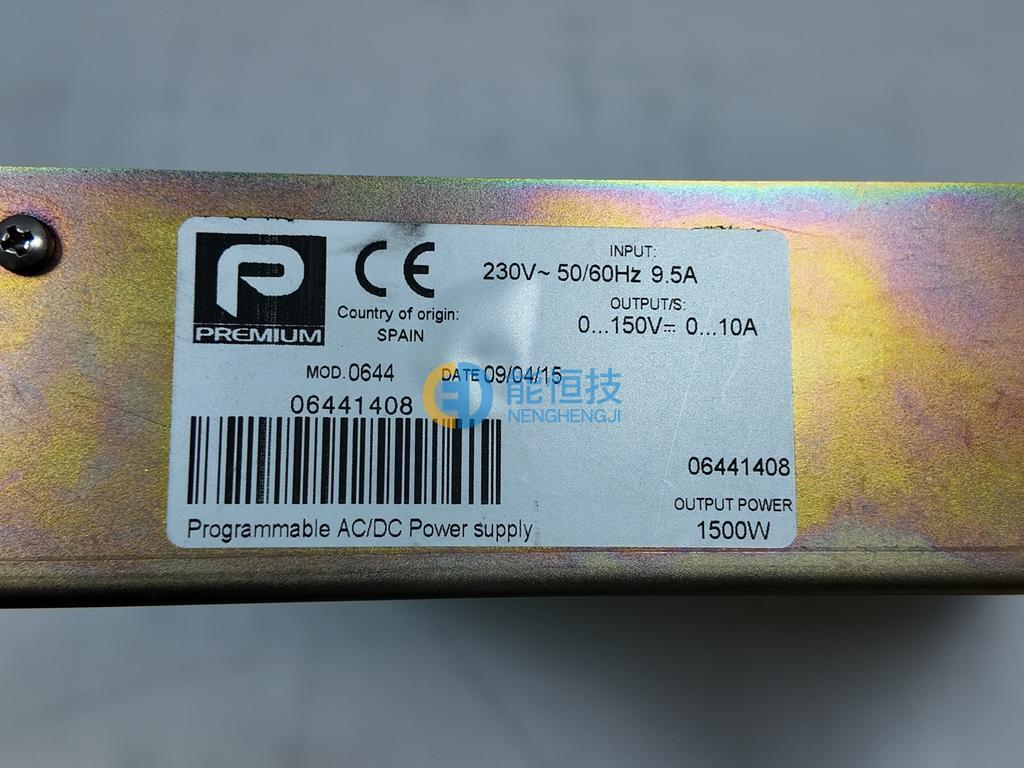 PREMIUM
CE
Country of origin:
SPAIN
INPUT:
230V~ 50/60Hz 9.5A
OUTPUT/S:
0...150V⎓ 0...10A
MOD. 0644
DATE 09/04/15
06441408
能恒技
NENGHENGJI
06441408
OUTPUT POWER
1500W
Programmable AC/DC Power supply